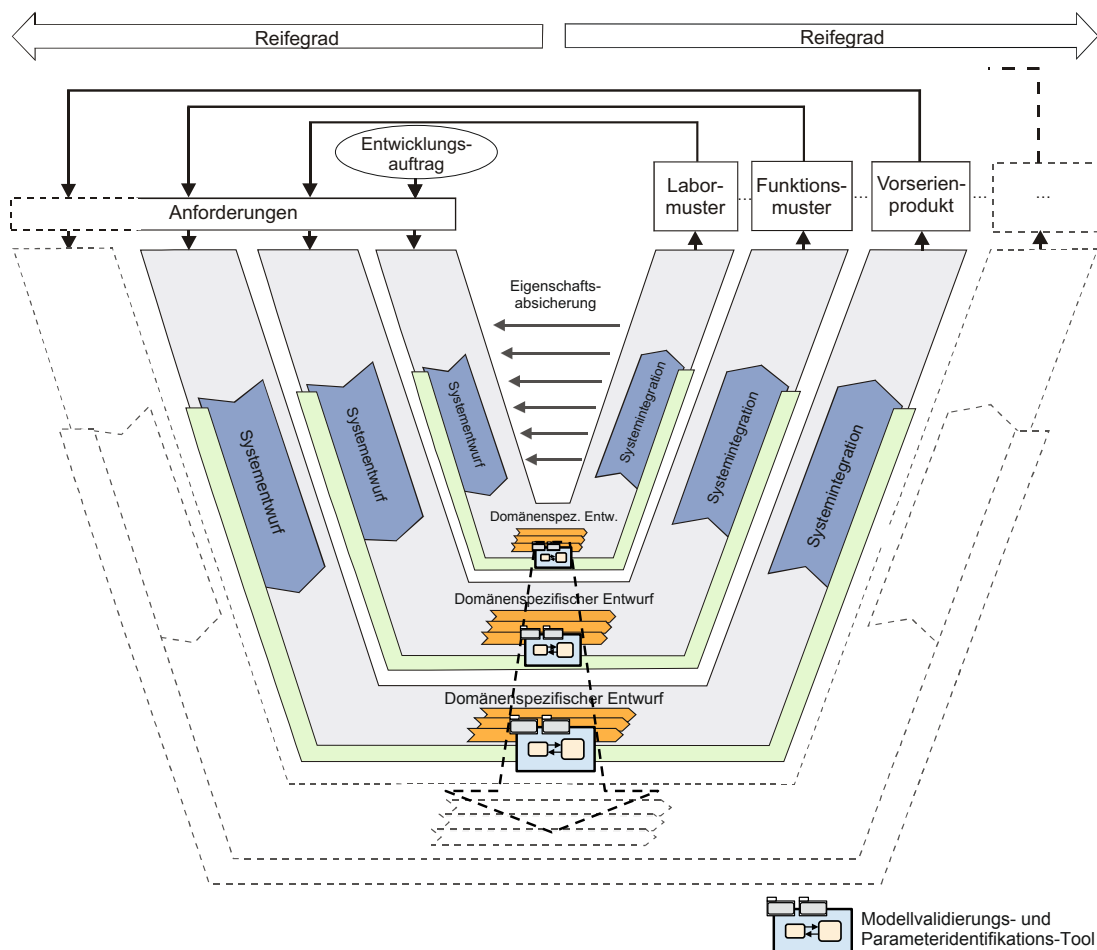 Reifegrad
Reifegrad
Entwicklungs-
auftrag
Labor-
muster
Funktions-
muster
Vorserien-
produkt
...
Anforderungen
Eigenschafts-
absicherung
Systementwurf
Systementwurf
Systementwurf
Systemintegration
Systemintegration
Systemintegration
Domänenspez. Entw.
Domänenspezifischer Entwurf
Domänenspezifischer Entwurf
Modellvalidierungs- und
Parameteridentifikations-Tool